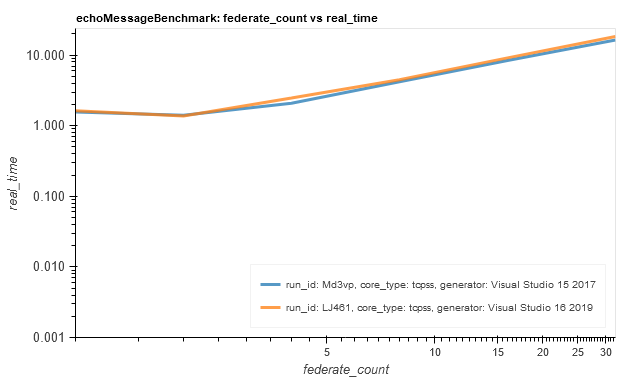 echoMessageBenchmark: federate_count vs real_time
10.000
1.000
0.100
0.010
0.001
real_time
run_id: Md3vp, core_type: tcpss, generator: Visual Studio 15 2017
run_id: LJ461, core_type: tcpss, generator: Visual Studio 16 2019
5
10
15
20
25
30
federate_count